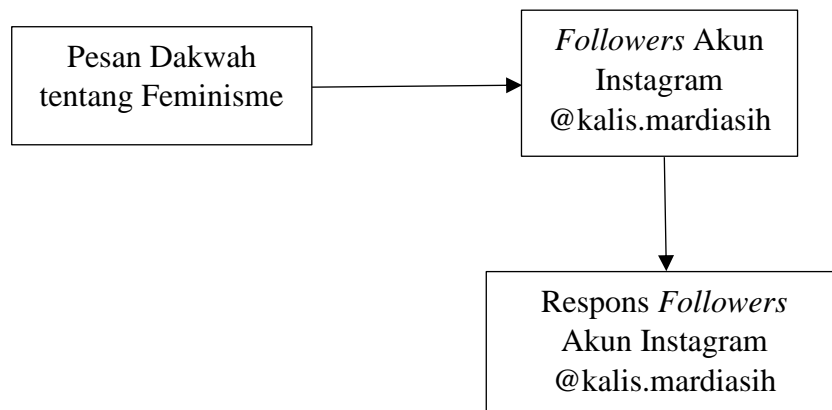 Pesan Dakwah
tentang Feminisme
Followers Akun
Instagram
@kalis.mardiasih
Respons Followers
Akun Instagram
@kalis.mardiasih